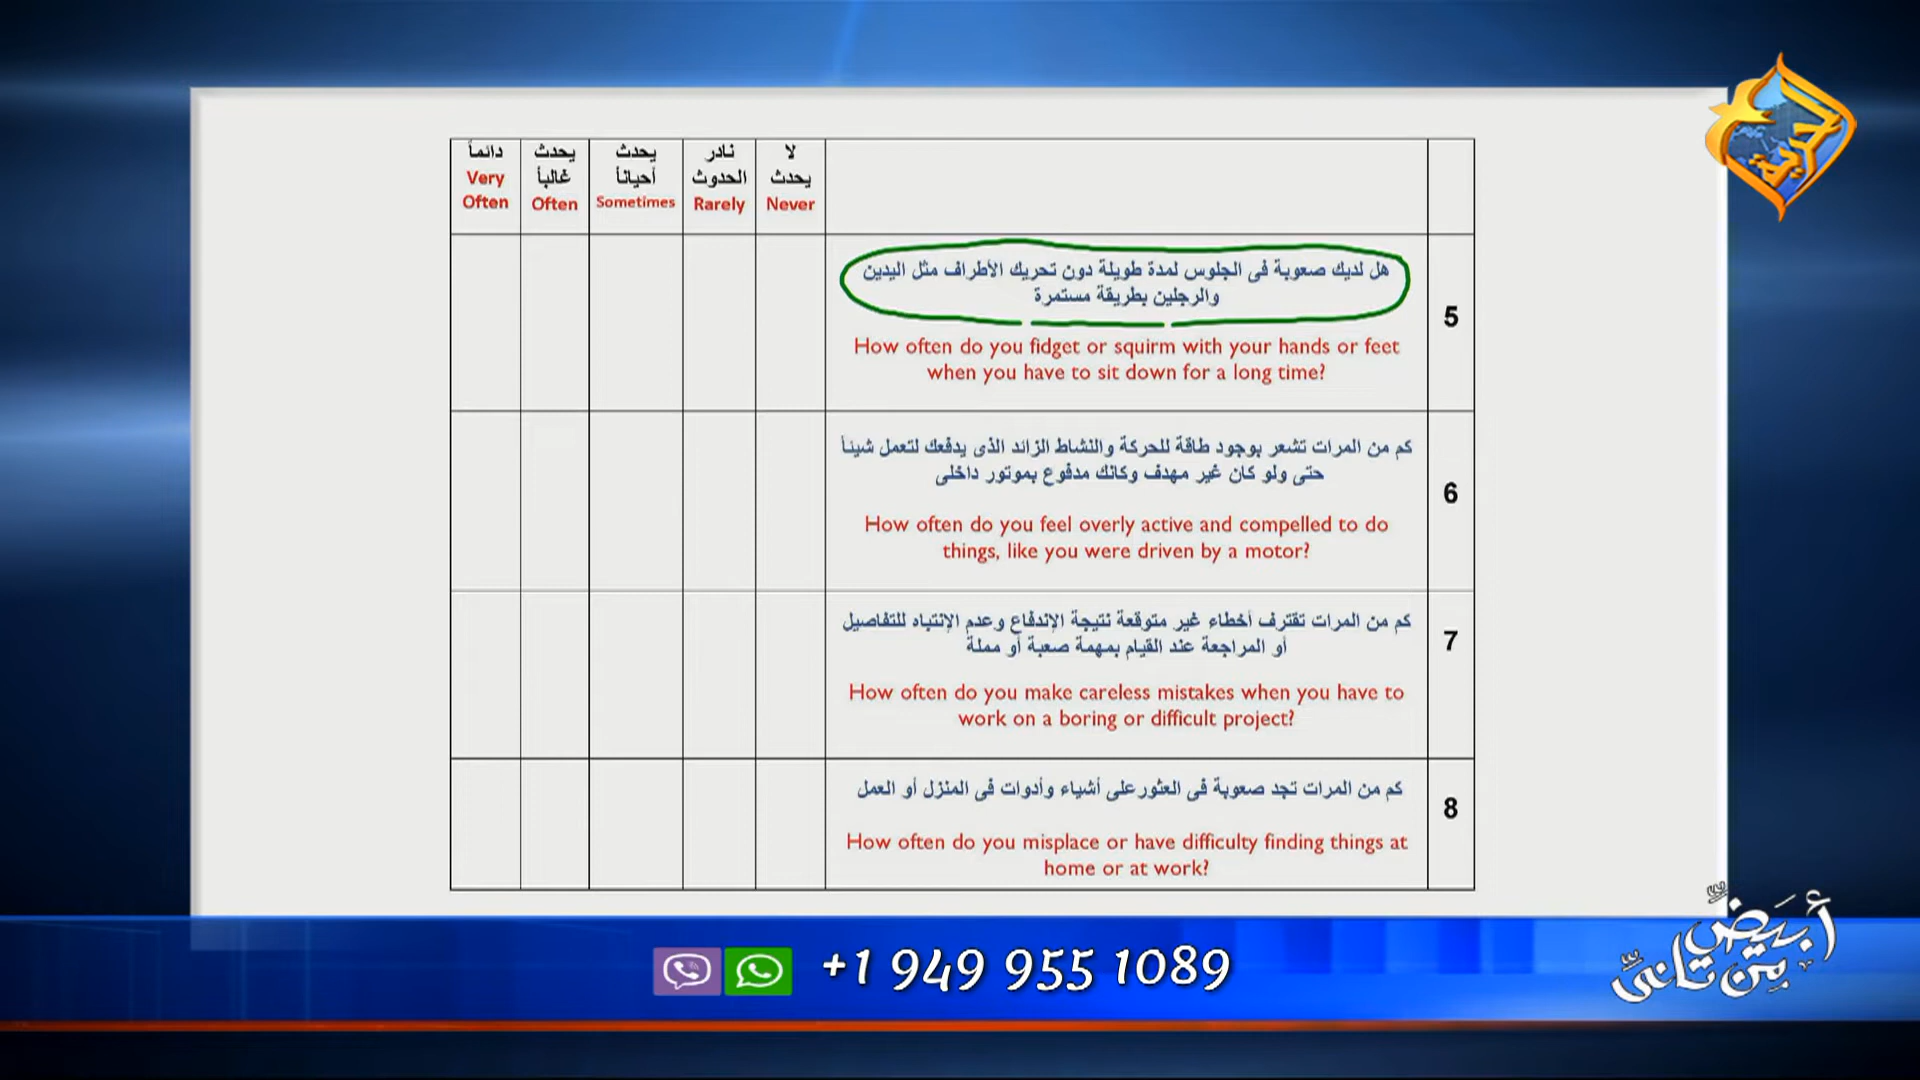 لا
يحدث
Never
نادر
الحدوث
Rarely
يحدث
أحياناً
Sometimes
يحدث
غالباً
Often
دائماً
Very
Often
5
هل لديك صعوبة فى الجلوس لمدة طويلة دون تحريك الأطراف مثل اليدين
والرجلين بطريقة مستمرة
How often do you fidget or squirm with your hands or feet
when you have to sit down for a long time?
6
كم من المرات تشعر بوجود طاقة للحركة والنشاط الزائد الذى يدفعك لتعمل شيئاً
حتى ولو كان غير مهدف وكانك مدفوع بموتور داخلى
How often do you feel overly active and compelled to do
things, like you were driven by a motor?
7
كم من المرات تقترف أخطاء غير متوقعة نتيجة الإندفاع وعدم الإنتباه للتفاصيل
أو المراجعة عند القيام بمهمة صعبة أو مملة
How often do you make careless mistakes when you have to
work on a boring or difficult project?
8
كم من المرات تجد صعوبة فى العثورعلى أشياء وأدوات فى المنزل أو العمل
How often do you misplace or have difficulty finding things at
home or at work?
الحرية
+1 949 955 1089
أبيَضّ
مِن تانىّ